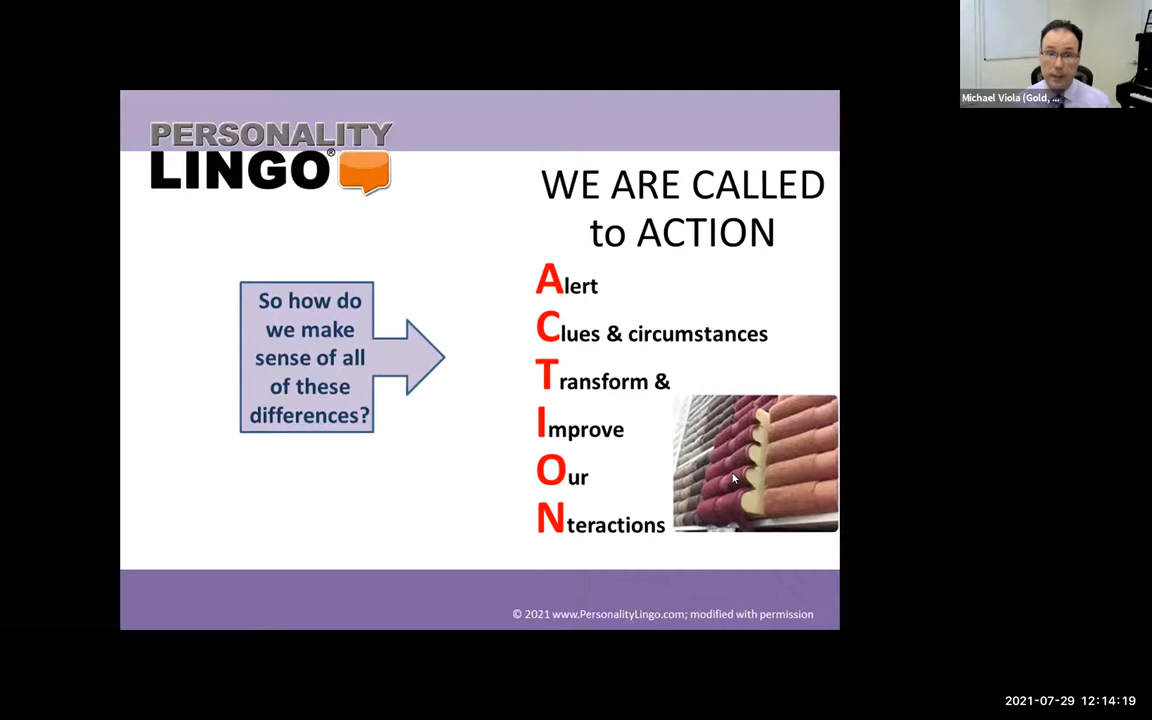 Michael Viola (Gold, ...
PERSONALITY
LINGO®
WE ARE CALLED
to ACTION
So how do
we make
sense of all
of these
differences?
Alert
Clues & circumstances
Transform &
Improve
Our
Nteractions
© 2021 www.PersonalityLingo.com; modified with permission
2021-07-29 12:14:19